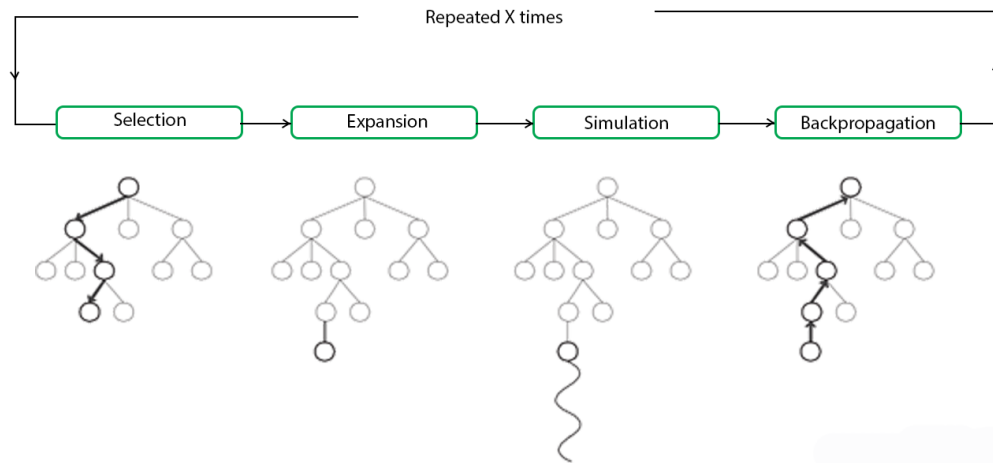 Repeated X times
Selection
Expansion
Simulation
Backpropagation